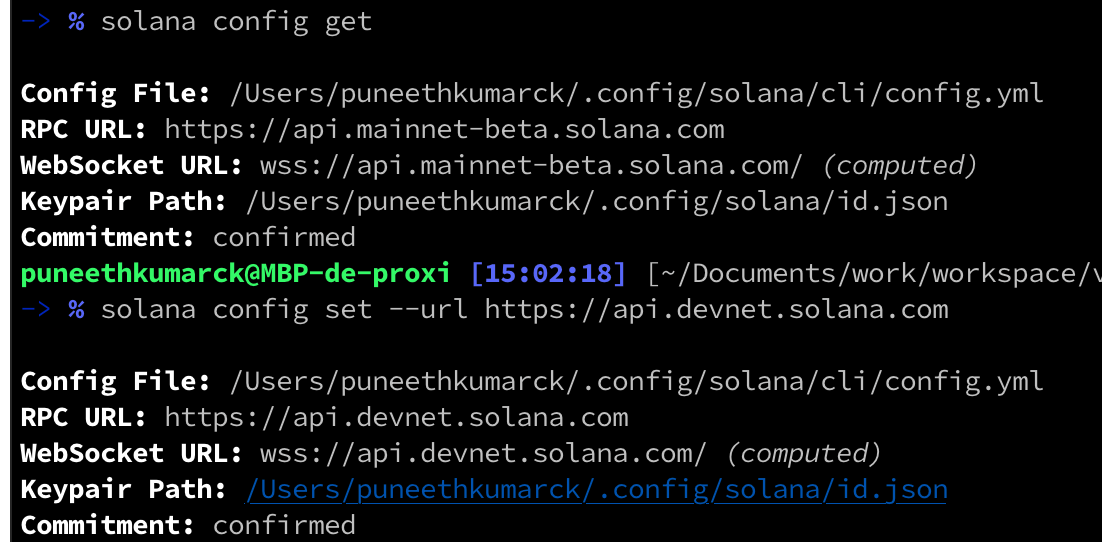 -> % solana config get
Config File: /Users/puneethkumarck/.config/solana/cli/config.yml
RPC URL: https://api.mainnet-beta.solana.com
WebSocket URL: wss://api.mainnet-beta.solana.com/ (computed)
Keypair Path: /Users/puneethkumarck/.config/solana/id.json
Commitment: confirmed
puneethkumarck@MBP-de-proxi [15:02:18] [~/Documents/work/workspace/v
-> % solana config set --url https://api.devnet.solana.com
Config File: /Users/puneethkumarck/.config/solana/cli/config.yml
RPC URL: https://api.devnet.solana.com
WebSocket URL: wss://api.devnet.solana.com/ (computed)
Keypair Path: /Users/puneethkumarck/.config/solana/id.json
Commitment: confirmed